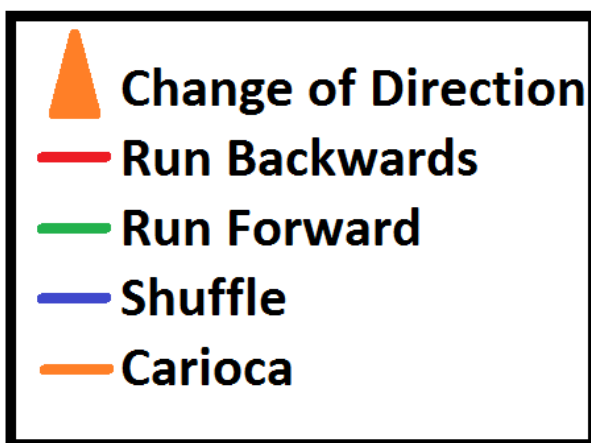 Change of Direction
Run Backwards
Run Forward
Shuffle
Carioca